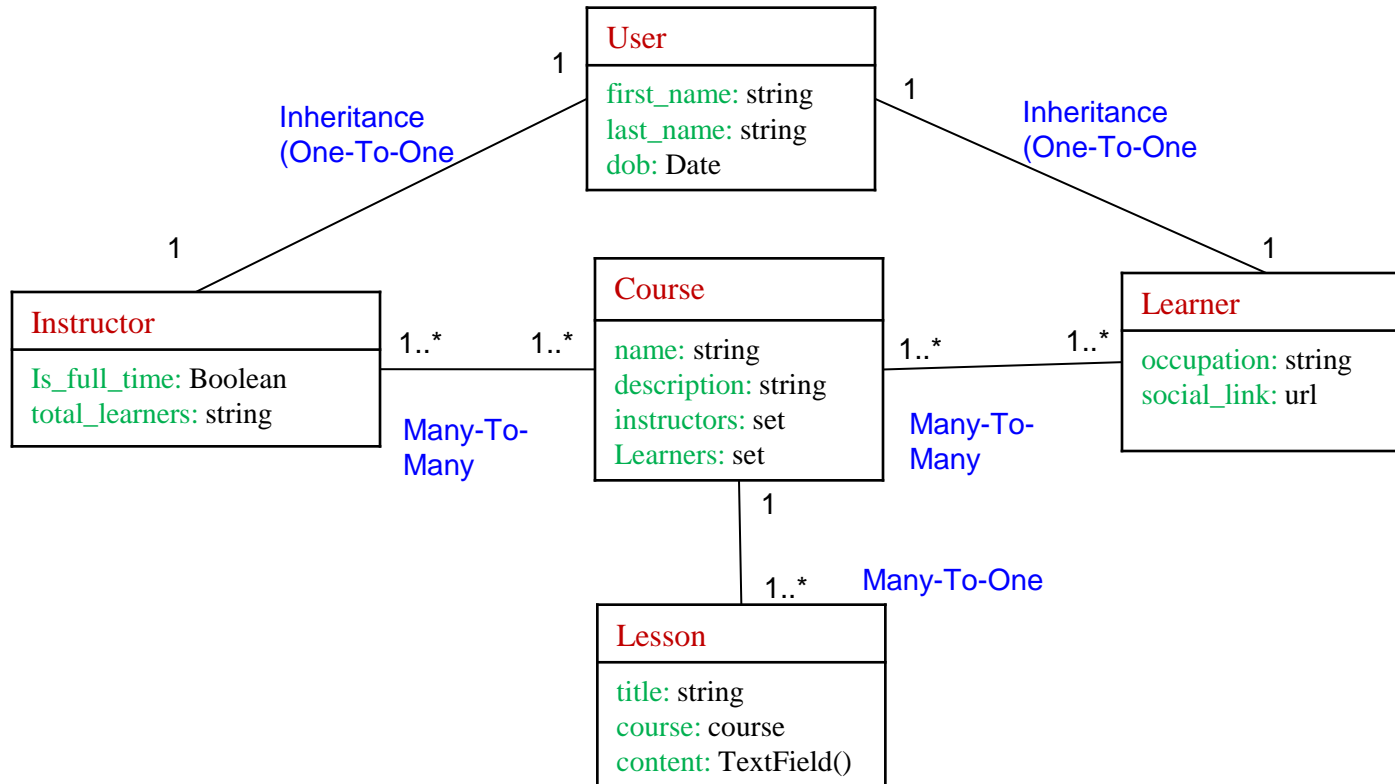 User
first_name: string
last_name: string
dob: Date
1
1
Inheritance
(One-To-One
Inheritance
(One-To-One
1
1
Instructor
Is_full_time: Boolean
total_learners: string
1..*
1..*
Many-To-
Many
Course
name: string
description: string
instructors: set
Learners: set
1..*
1..*
Many-To-
Many
Learner
occupation: string
social_link: url
1
1..*
Many-To-One
Lesson
title: string
course: course
content: TextField()